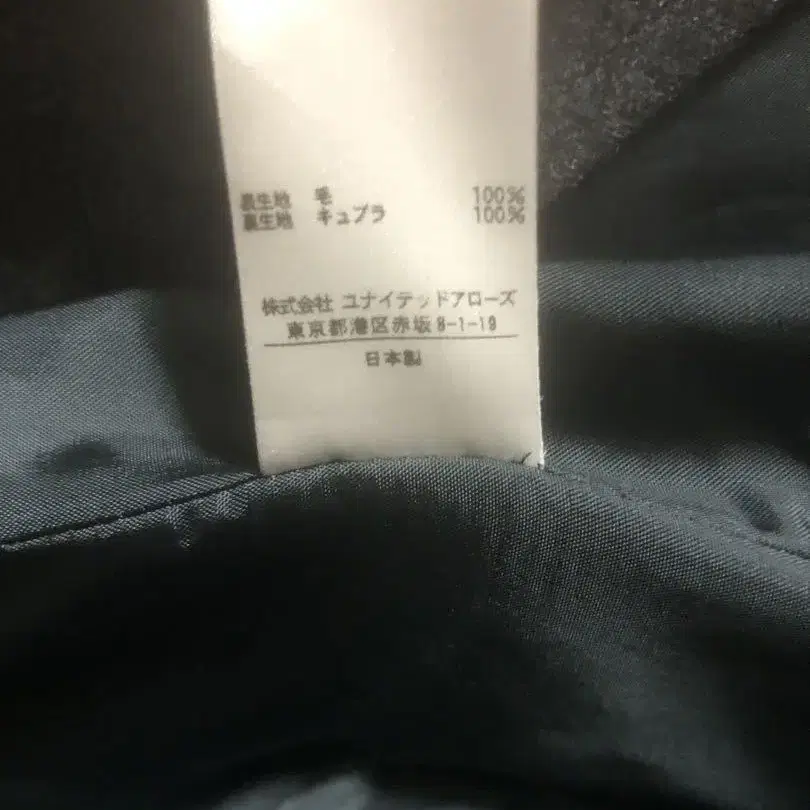 表生地 毛 100%
裏生地 キュプラ 100%
株式会社 ユナイテッドアローズ
東京都港区赤坂8-1-19
日本製